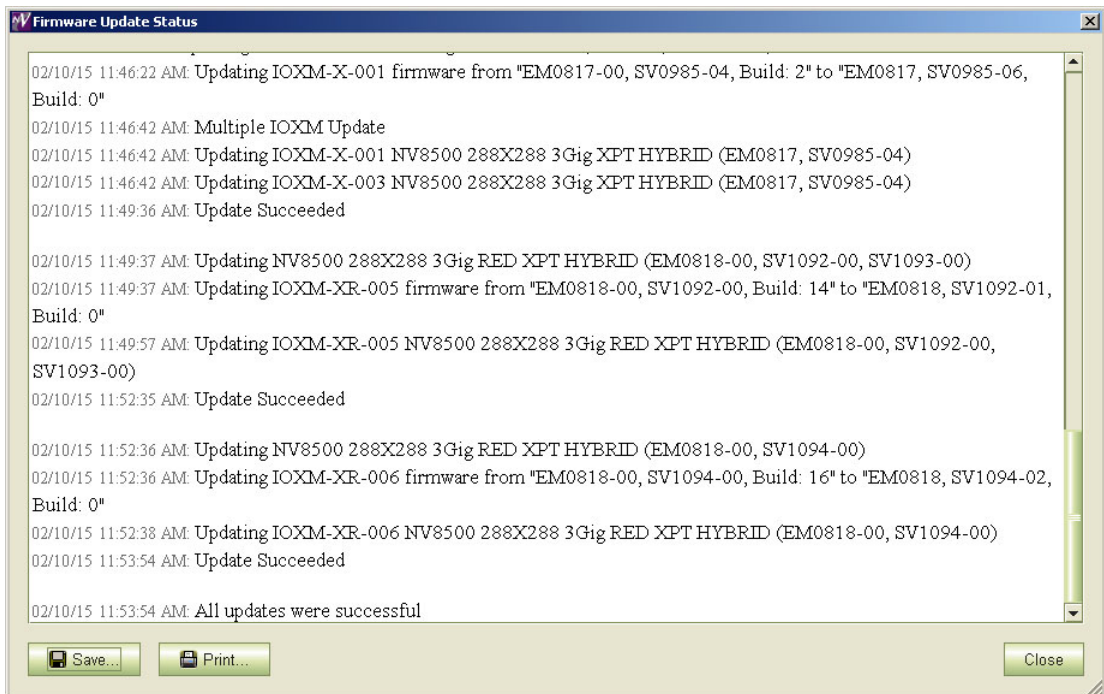 Firmware Update Status
02/10/15 11:46:22 AM: Updating IOXM-X-001 firmware from "EM0817-00, SV0985-04, Build: 2" to "EM0817, SV0985-06,
Build: 0"
02/10/15 11:46:42 AM: Multiple IOXM Update
02/10/15 11:46:42 AM: Updating IOXM-X-001 NV8500 288X288 3Gig XPT HYBRID (EM0817, SV0985-04)
02/10/15 11:46:42 AM: Updating IOXM-X-003 NV8500 288X288 3Gig XPT HYBRID (EM0817, SV0985-04)
02/10/15 11:49:36 AM: Update Succeeded
02/10/15 11:49:37 AM: Updating NV8500 288X288 3Gig RED XPT HYBRID (EM0818-00, SV1092-00, SV1093-00)
02/10/15 11:49:37 AM: Updating IOXM-XR-005 firmware from "EM0818-00, SV1092-00, Build: 14" to "EM0818, SV1092-01,
Build: 0"
02/10/15 11:49:57 AM: Updating IOXM-XR-005 NV8500 288X288 3Gig RED XPT HYBRID (EM0818-00, SV1092-00,
SV1093-00)
02/10/15 11:52:35 AM: Update Succeeded
02/10/15 11:52:36 AM: Updating NV8500 288X288 3Gig RED XPT HYBRID (EM0818-00, SV1094-00)
02/10/15 11:52:36 AM: Updating IOXM-XR-006 firmware from "EM0818-00, SV1094-00, Build: 16" to "EM0818, SV1094-02,
Build: 0"
02/10/15 11:52:38 AM: Updating IOXM-XR-006 NV8500 288X288 3Gig RED XPT HYBRID (EM0818-00, SV1094-00)
02/10/15 11:53:54 AM: Update Succeeded
02/10/15 11:53:54 AM: All updates were successful
Save... Print... Close